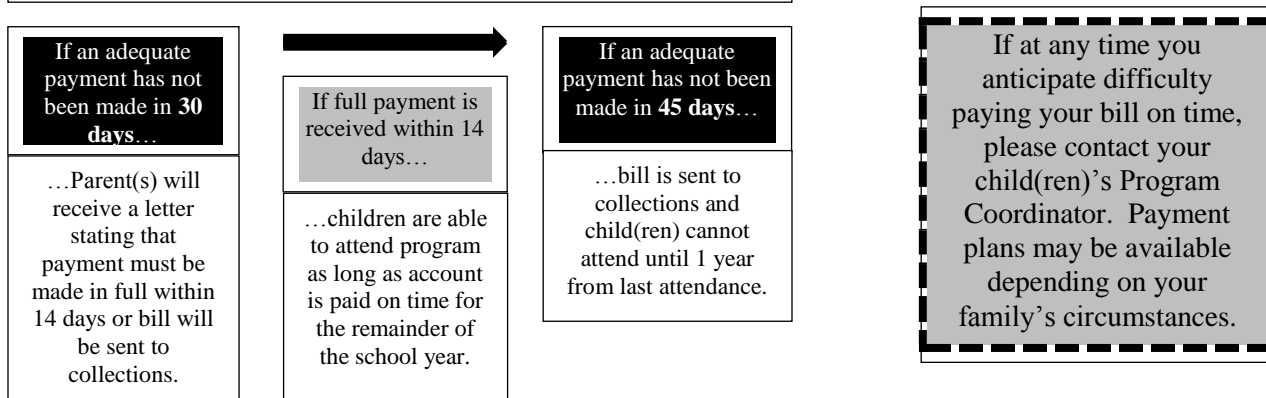 If an adequate
payment has not
been made in 30
days…
…Parent(s) will
receive a letter
stating that
payment must be
made in full within
14 days or bill will
be sent to
collections.
If full payment is
received within 14
days…
…children are able
to attend program
as long as account
is paid on time for
the remainder of
the school year.
If an adequate
payment has not been
made in 45 days…
…bill is sent to
collections and
child(ren) cannot
attend until 1 year
from last attendance.
If at any time you
anticipate difficulty
paying your bill on time,
please contact your
child(ren)’s Program
Coordinator.  Payment
plans may be available
depending on your
family’s circumstances.